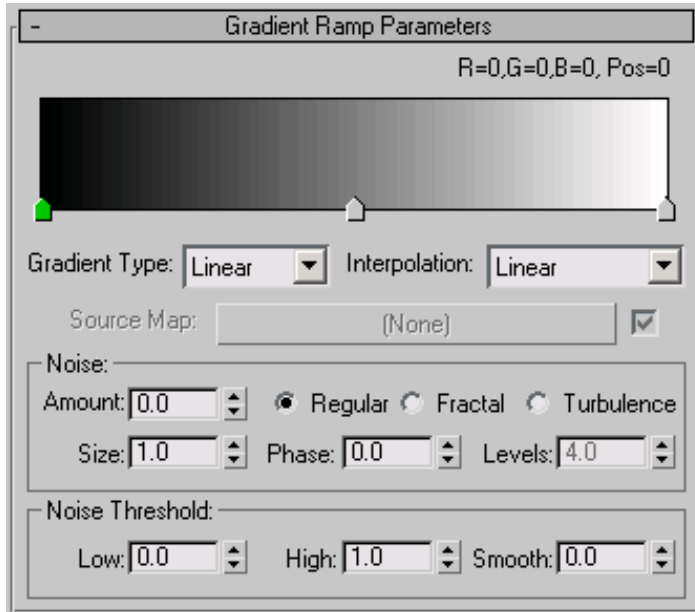 - Gradient Ramp Parameters
R=0,G=0,B=0, Pos=0
Gradient Type: Linear Interpolation: Linear
Source Map: (None)
Noise:
Amount: 0.0 Regular Fractal Turbulence
Size: 1.0 Phase: 0.0 Levels: 4.0
Noise Threshold:
Low: 0.0 High: 1.0 Smooth: 0.0